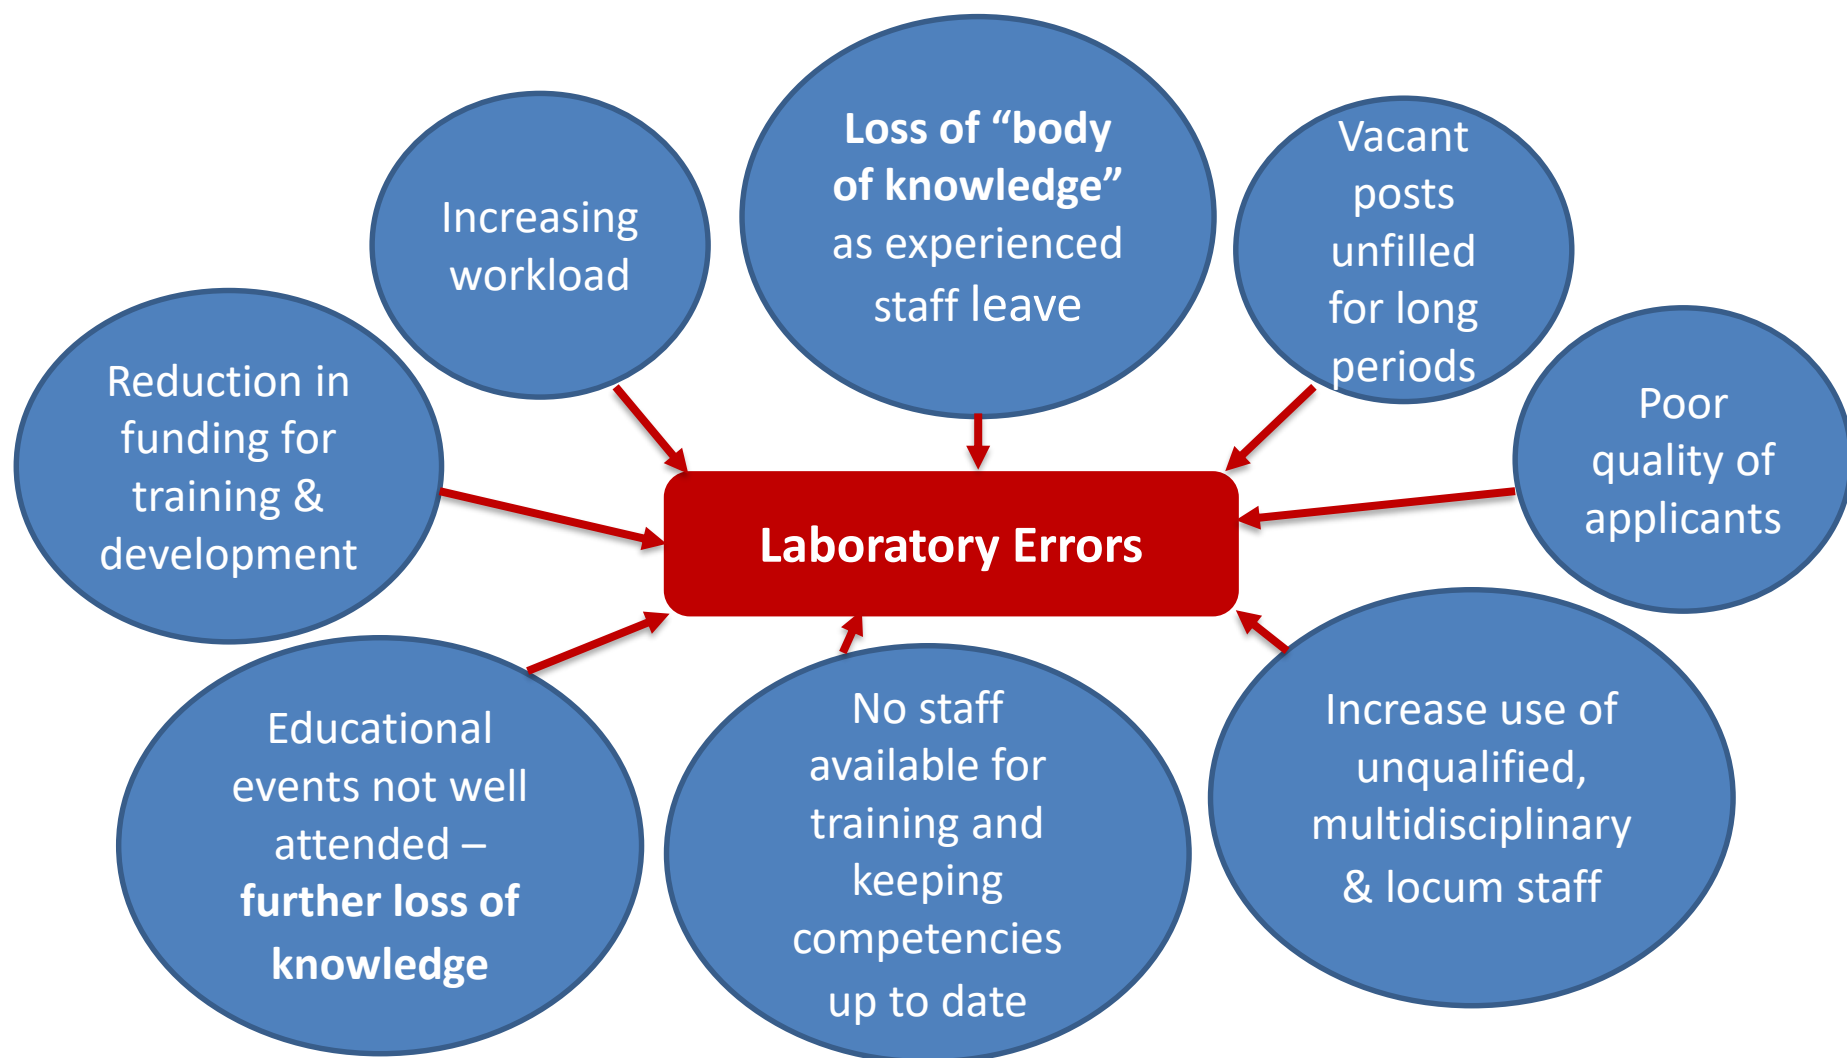 Loss of “body
of knowledge”
as experienced
staff leave
Increasing
workload
Vacant
posts
unfilled
for long
periods
Reduction in
funding for
training &
development
Poor
quality of
applicants
Laboratory Errors
Educational
events not well
attended –
further loss of
knowledge
No staff
available for
training and
keeping
competencies
up to date
Increase use of
unqualified,
multidisciplinary
& locum staff